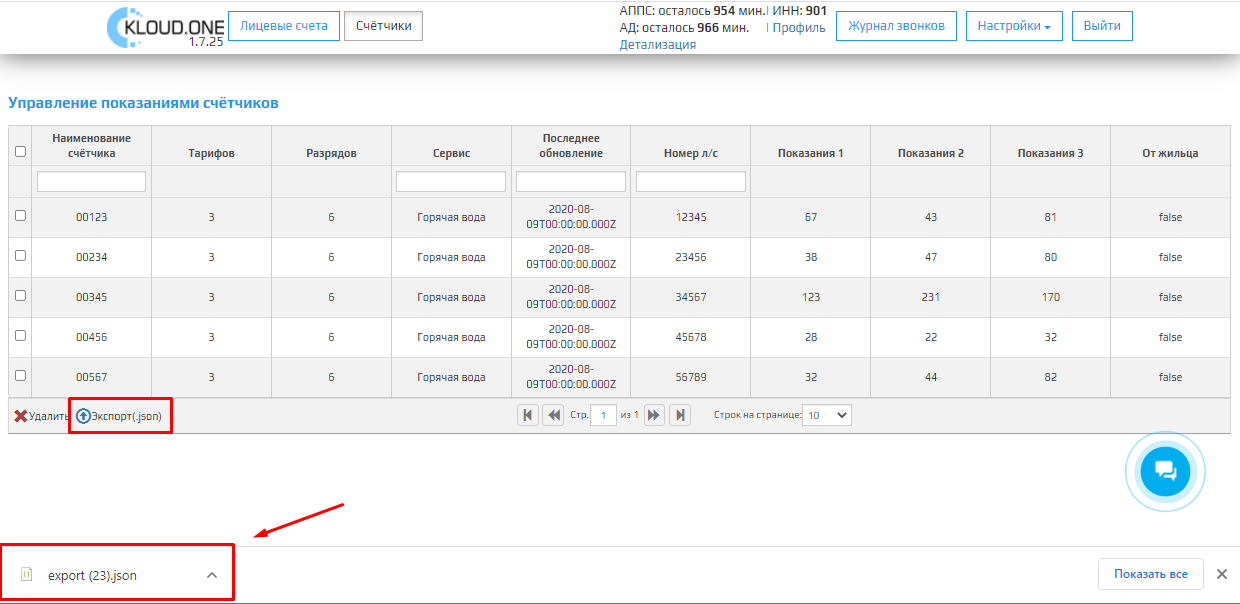 KLOUD.ONE
1.7.25
Лицевые счета
Счётчики
АППС: осталось 954 мин.| ИНН: 901
АД: осталось 966 мин. | Профиль
Детализация
Журнал звонков
Настройки
Выйти
Управление показаниями счётчиков
Наименование счётчика Тарифов Разрядов Сервис Последнее обновление Номер л/с Показания 1 Показания 2 Показания 3 От жильца
00123 3 6 Горячая вода 2020-08-09T00:00:00.000Z 12345 67 43 81 false
00234 3 6 Горячая вода 2020-08-09T00:00:00.000Z 23456 38 47 80 false
00345 3 6 Горячая вода 2020-08-09T00:00:00.000Z 34567 123 231 170 false
00456 3 6 Горячая вода 2020-08-09T00:00:00.000Z 45678 28 22 32 false
00567 3 6 Горячая вода 2020-08-09T00:00:00.000Z 56789 32 44 82 false
Удалить Экспорт(.json) Стр. 1 из 1 Строк на странице: 10
export (23).json
Показать все